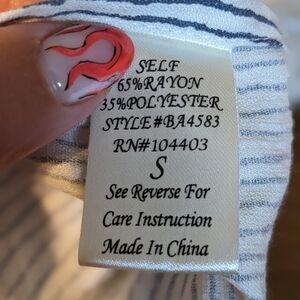 SELF
65%RAYON
35%POLYESTER
STYLE#BA4583
RN#104403
S
See Reverse For
Care Instruction
Made In China